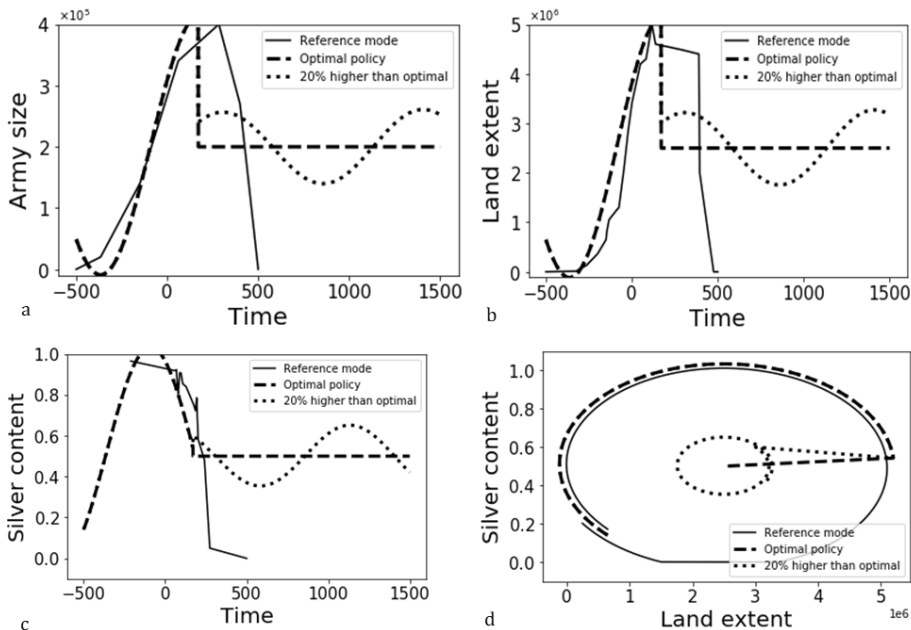 ×10⁵
4
3
2
1
0
Army size
Reference mode
Optimal policy
20% higher than optimal
−500
0
500
1000
1500
Time
a
×10⁶
5
4
3
2
1
0
Land extent
Reference mode
Optimal policy
20% higher than optimal
−500
0
500
1000
1500
Time
b
1.0
0.8
0.6
0.4
0.2
0.0
Silver content
Reference mode
Optimal policy
20% higher than optimal
−500
0
500
1000
1500
Time
c
1.0
0.8
0.6
0.4
0.2
0.0
Silver content
Reference mode
Optimal policy
20% higher than optimal
0
1
2
3
4
5
1e6
Land extent
d